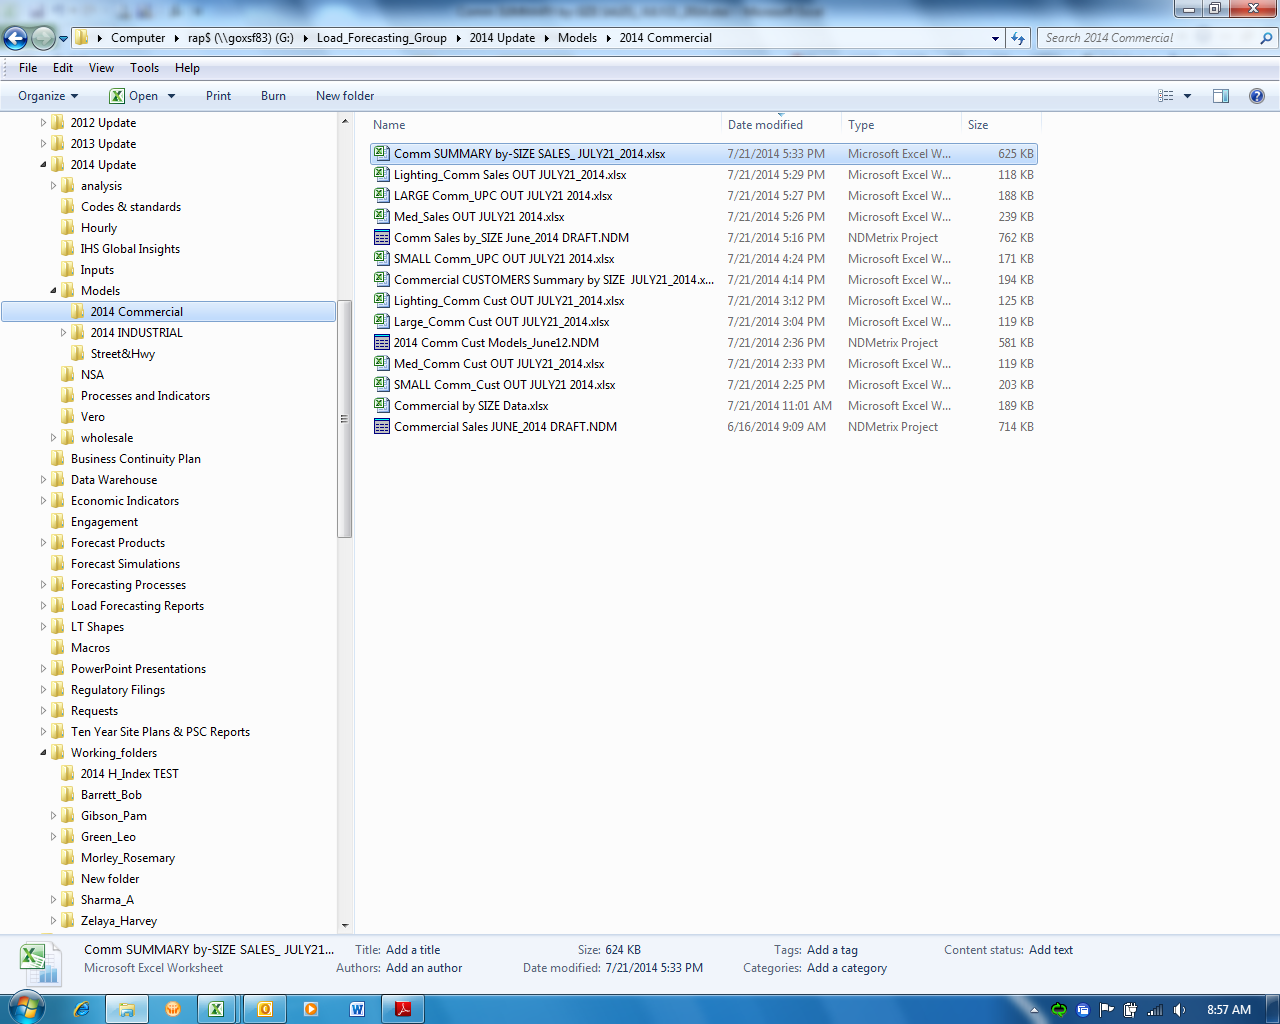 Computer rap$ (\\goxsf83) (G:) Load_Forecasting_Group 2014 Update Models 2014 Commercial Search 2014 Commercial
File Edit View Tools Help
Organize Open Print Burn New folder
2012 Update
2013 Update
2014 Update
analysis
Codes & standards
Hourly
IHS Global Insights
Inputs
Models
2014 Commercial
2014 INDUSTRIAL
Street&Hwy
NSA
Processes and Indicators
Vero
wholesale
Business Continuity Plan
Data Warehouse
Economic Indicators
Engagement
Forecast Products
Forecast Simulations
Forecasting Processes
Load Forecasting Reports
LT Shapes
Macros
PowerPoint Presentations
Regulatory Filings
Requests
Ten Year Site Plans & PSC Reports
Working_folders
2014 H_Index TEST
Barrett_Bob
Gibson_Pam
Green_Leo
Morley_Rosemary
New folder
Sharma_A
Zelaya_Harvey
Name Date modified Type Size
Comm SUMMARY by-SIZE SALES_ JULY21_2014.xlsx 7/21/2014 5:33 PM Microsoft Excel W... 625 KB
Lighting_Comm Sales OUT JULY21_2014.xlsx 7/21/2014 5:29 PM Microsoft Excel W... 118 KB
LARGE Comm_UPC OUT JULY21 2014.xlsx 7/21/2014 5:27 PM Microsoft Excel W... 188 KB
Med_Sales OUT JULY21 2014.xlsx 7/21/2014 5:26 PM Microsoft Excel W... 239 KB
Comm Sales by_SIZE June_2014 DRAFT.NDM 7/21/2014 5:16 PM NDMetrix Project 762 KB
SMALL Comm_UPC OUT JULY21 2014.xlsx 7/21/2014 4:24 PM Microsoft Excel W... 171 KB
Commercial CUSTOMERS Summary by SIZE JULY21_2014.x... 7/21/2014 4:14 PM Microsoft Excel W... 194 KB
Lighting_Comm Cust OUT JULY21_2014.xlsx 7/21/2014 3:12 PM Microsoft Excel W... 125 KB
Large_Comm Cust OUT JULY21_2014.xlsx 7/21/2014 3:04 PM Microsoft Excel W... 119 KB
2014 Comm Cust Models_June12.NDM 7/21/2014 2:36 PM NDMetrix Project 581 KB
Med_Comm Cust OUT JULY21_2014.xlsx 7/21/2014 2:33 PM Microsoft Excel W... 119 KB
SMALL Comm_Cust OUT JULY21 2014.xlsx 7/21/2014 2:25 PM Microsoft Excel W... 203 KB
Commercial by SIZE Data.xlsx 7/21/2014 11:01 AM Microsoft Excel W... 189 KB
Commercial Sales JUNE_2014 DRAFT.NDM 6/16/2014 9:09 AM NDMetrix Project 714 KB
Comm SUMMARY by-SIZE SALES_ JULY21... Title: Add a title Size: 624 KB Tags: Add a tag Content status: Add text
Microsoft Excel Worksheet Authors: Add an author Date modified: 7/21/2014 5:33 PM Categories: Add a category
8:57 AM